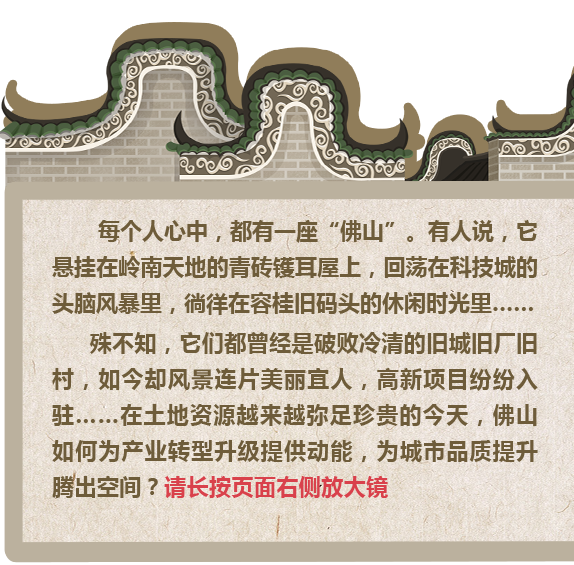 每个人心中，都有一座“佛山”。有人说，它
悬挂在岭南天地的青砖镬耳屋上，回荡在科技城的
头脑风暴里，徜徉在容桂旧码头的休闲时光里……
殊不知，它们都曾经是破败冷清的旧城旧厂旧
村，如今却风景连片美丽宜人，高新项目纷纷入
驻……在土地资源越来越弥足珍贵的今天，佛山
如何为产业转型升级提供动能，为城市品质提升
腾出空间？请长按页面右侧放大镜